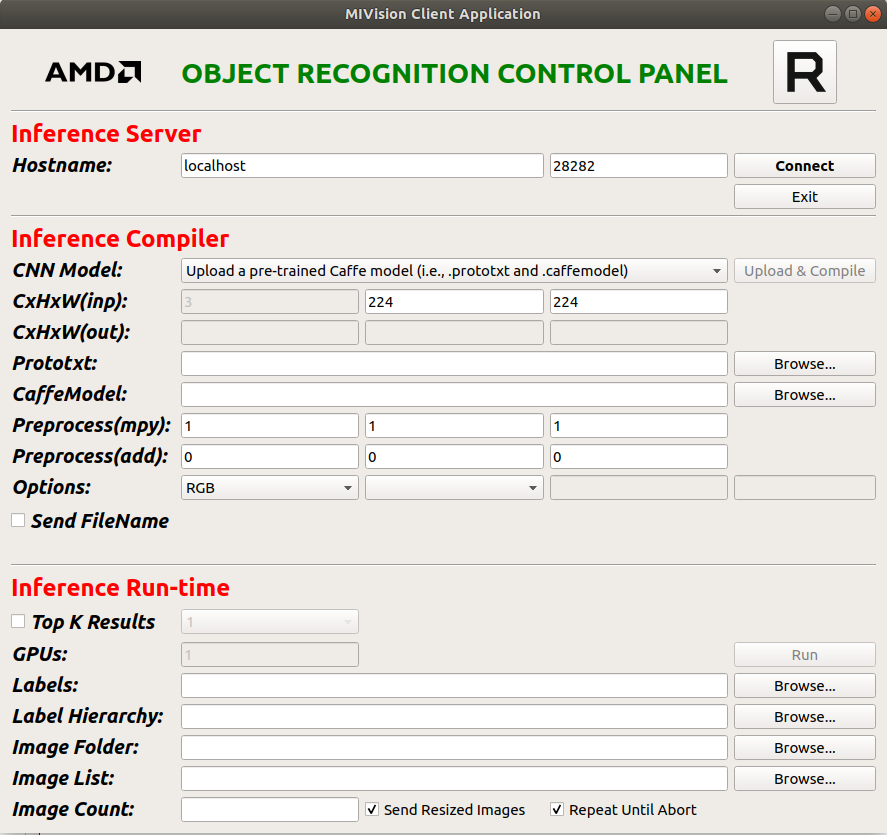 MIVision Client Application
AMD OBJECT RECOGNITION CONTROL PANEL R
Inference Server
Hostname: localhost 28282 Connect
Exit
Inference Compiler
CNN Model: Upload a pre-trained Caffe model (i.e., .prototxt and .caffemodel) Upload & Compile
CxHxW(inp): 3 224 224
CxHxW(out):
Prototxt: Browse...
CaffeModel: Browse...
Preprocess(mpy): 1 1 1
Preprocess(add): 0 0 0
Options: RGB
Send FileName
Inference Run-time
Top K Results 1
GPUs: 1 Run
Labels: Browse...
Label Hierarchy: Browse...
Image Folder: Browse...
Image List: Browse...
Image Count: Send Resized Images Repeat Until Abort